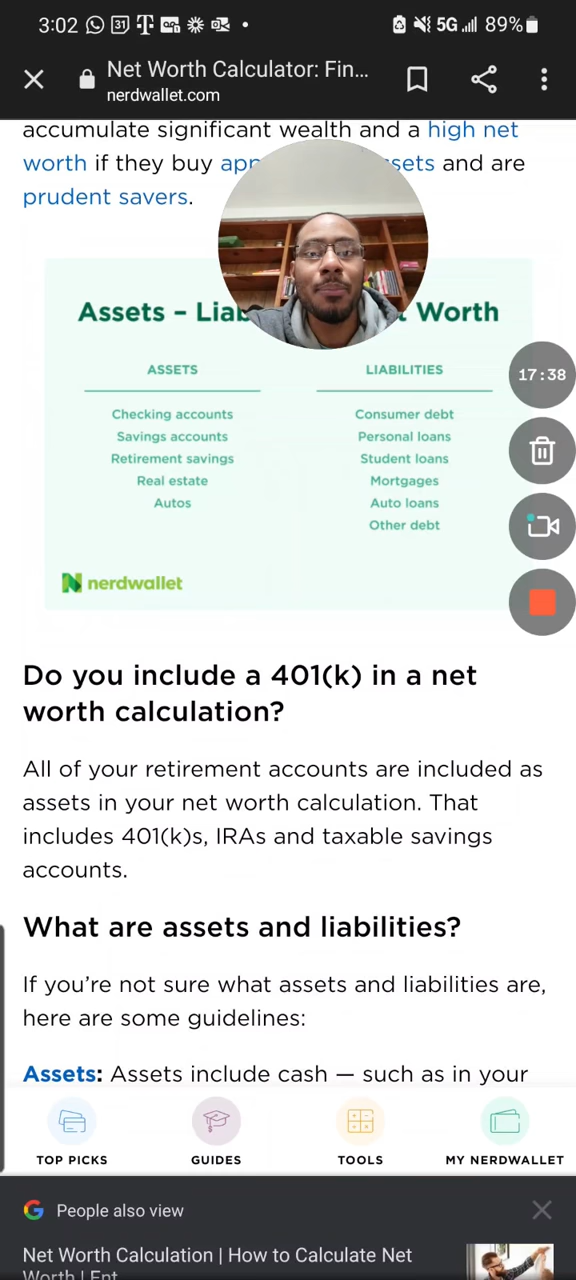 3:02 31 5G 89%
Net Worth Calculator: Fin...
nerdwallet.com
accumulate significant wealth and a high net
worth if they buy and are
prudent savers.
Assets – Worth
ASSETS LIABILITIES
Checking accounts Consumer debt
Savings accounts Personal loans
Retirement savings Student loans
Real estate Mortgages
Autos Auto loans
Other debt
17:38
nerdwallet
Do you include a 401(k) in a net
worth calculation?
All of your retirement accounts are included as
assets in your net worth calculation. That
includes 401(k)s, IRAs and taxable savings
accounts.
What are assets and liabilities?
If you’re not sure what assets and liabilities are,
here are some guidelines:
Assets: Assets include cash — such as in your
TOP PICKS GUIDES TOOLS MY NERDWALLET
People also view
Net Worth Calculation | How to Calculate Net
Worth | Ent